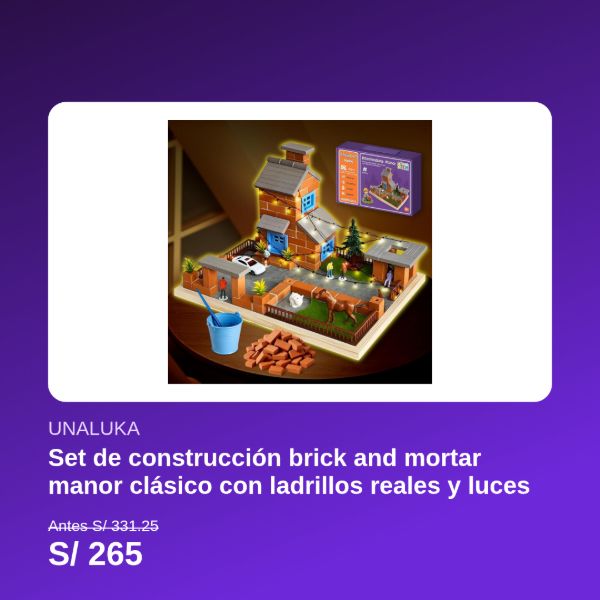 UNALUKA
Set de construcción brick and mortar
manor clásico con ladrillos reales y luces
Antes S/ 331.25
S/ 265